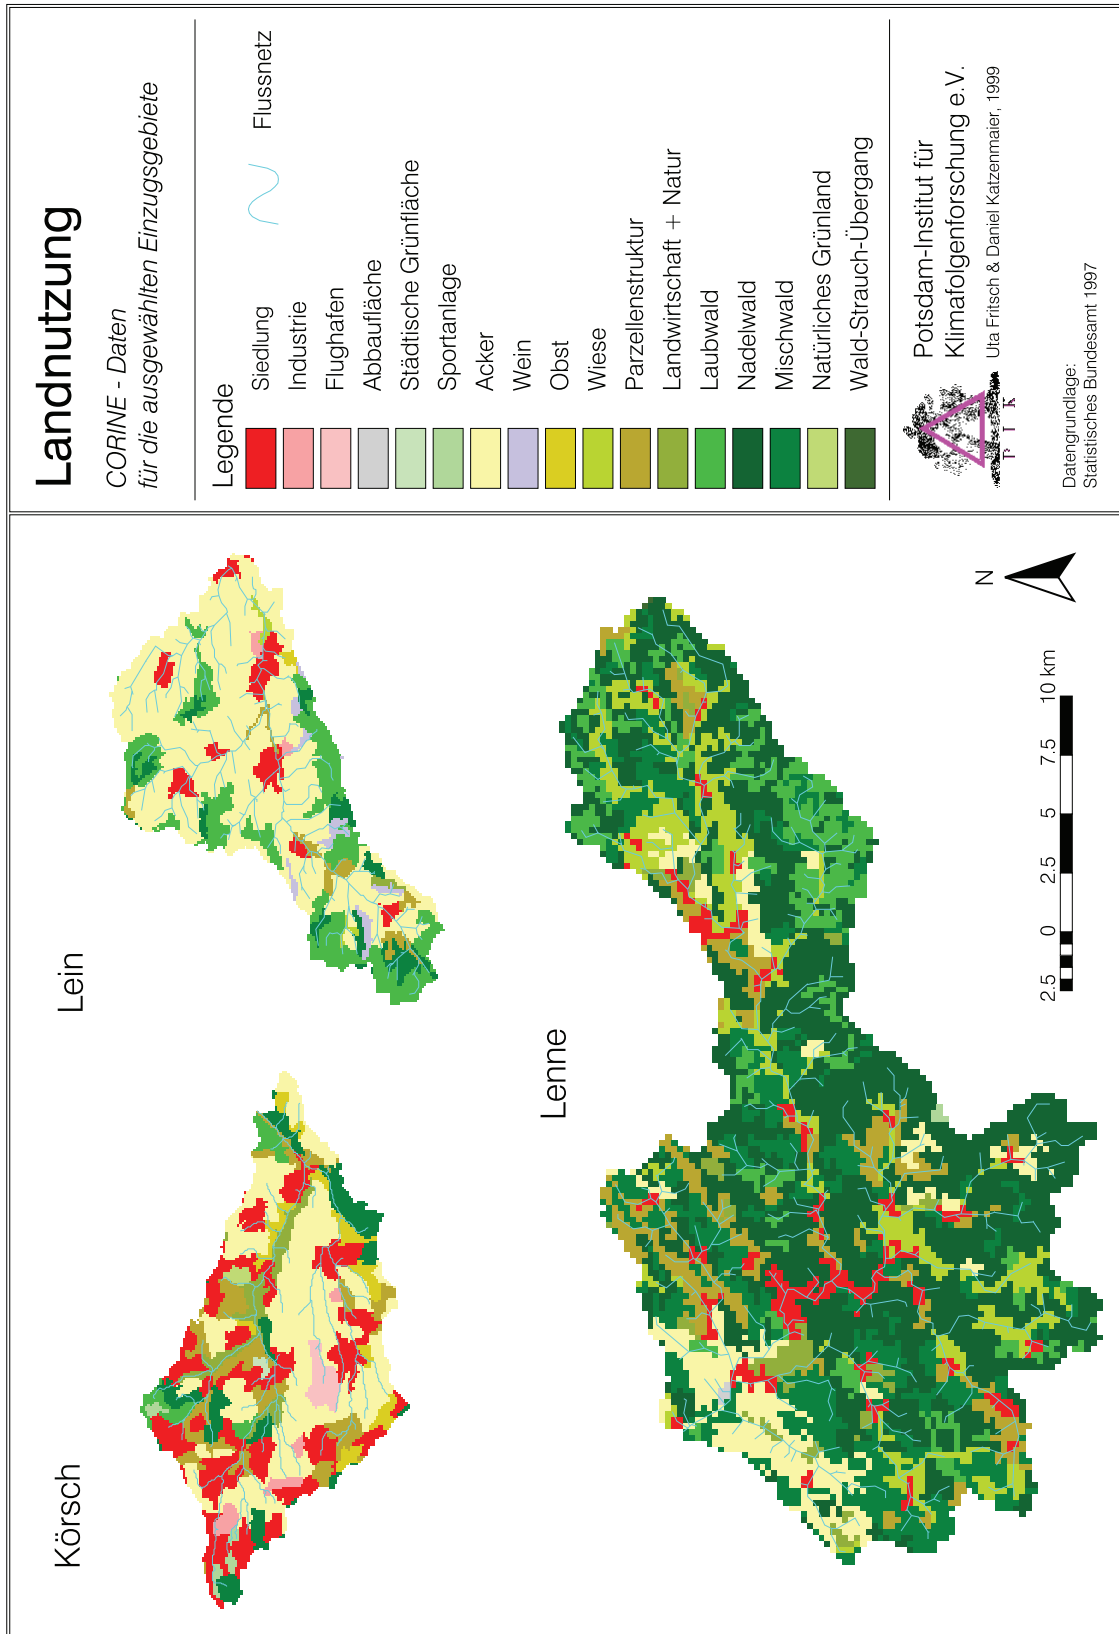 Landnutzung
CORINE - Daten
für die ausgewählten Einzugsgebiete
Legende
Siedlung
Industrie
Flughafen
Abbaufläche
Städtische Grünfläche
Sportanlage
Acker
Wein
Obst
Wiese
Parzellenstruktur
Landwirtschaft + Natur
Laubwald
Nadelwald
Mischwald
Natürliches Grünland
Wald-Strauch-Übergang
Flussnetz
Potsdam-Institut für
Klimafolgenforschung e.V.
Uta Fritsch & Daniel Katzenmaier, 1999
P I K
Datengrundlage:
Statistisches Bundesamt 1997
Körsch
Lein
Lenne
N
2.5 0 2.5 5 7.5 10 km